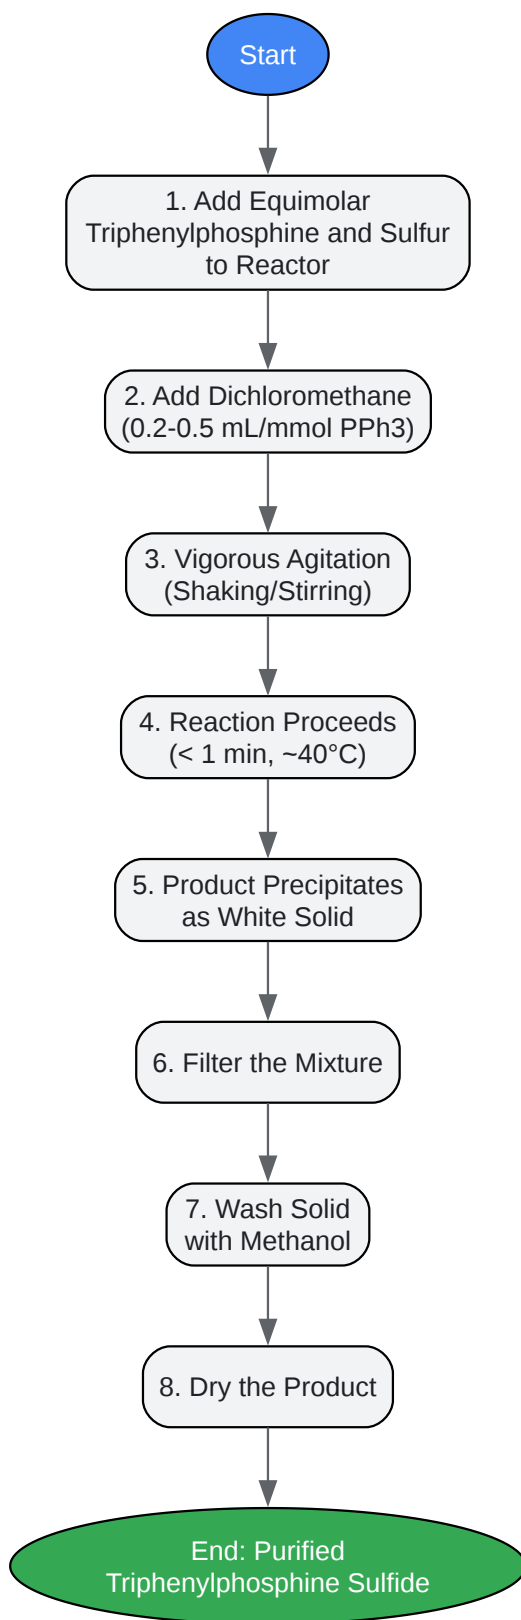 Start
1. Add Equimolar
Triphenylphosphine and Sulfur
to Reactor
2. Add Dichloromethane
(0.2-0.5 mL/mmol PPh3)
3. Vigorous Agitation
(Shaking/Stirring)
4. Reaction Proceeds
(< 1 min, ~40°C)
5. Product Precipitates
as White Solid
6. Filter the Mixture
7. Wash Solid
with Methanol
8. Dry the Product
End: Purified
Triphenylphosphine Sulfide